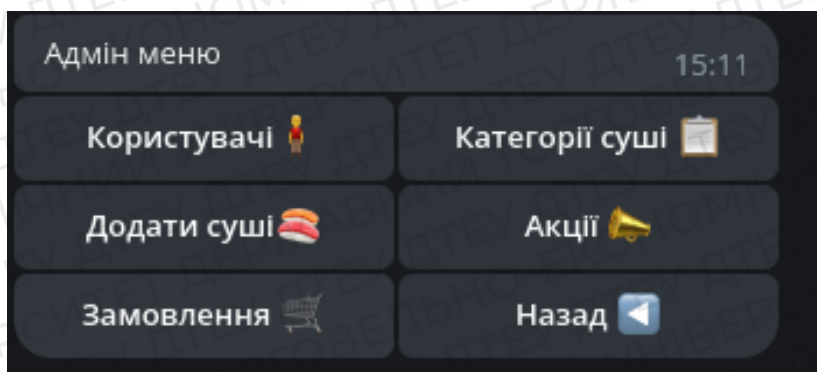 Адмін меню
15:11
Користувачі🧍 Категорії суші 📋
Додати суші🍣 Акції 📣
Замовлення 🛒 Назад ◀️